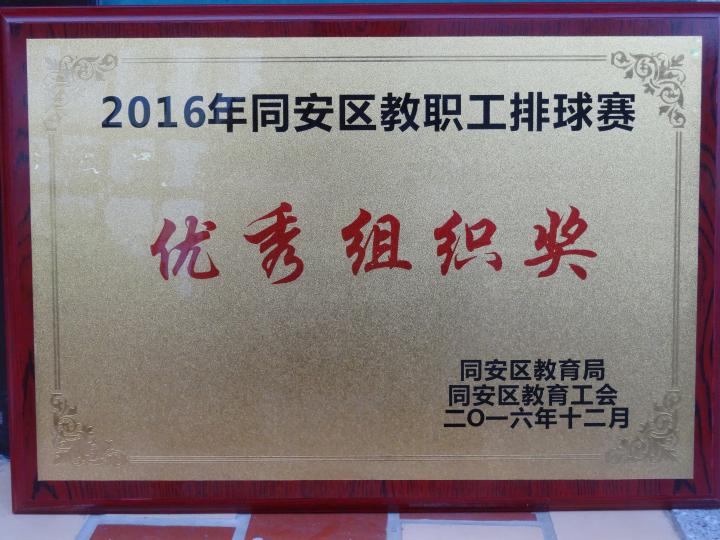 2016年同安区教职工排球赛
优秀组织奖
同安区教育局
同安区教育工会
二〇一六年十二月